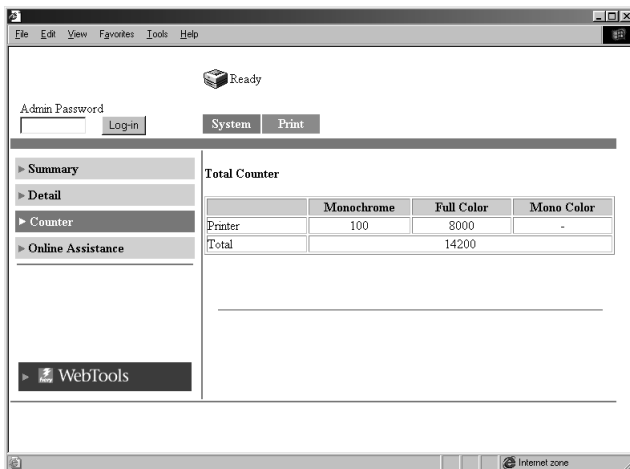 File Edit View Favorites Tools Help
Ready
Admin Password
Log-in
System Print
Summary
Detail
Counter
Online Assistance
Total Counter
Monochrome Full Color Mono Color
Printer 100 8000 -
Total 14200
fiery WebTools
Internet zone